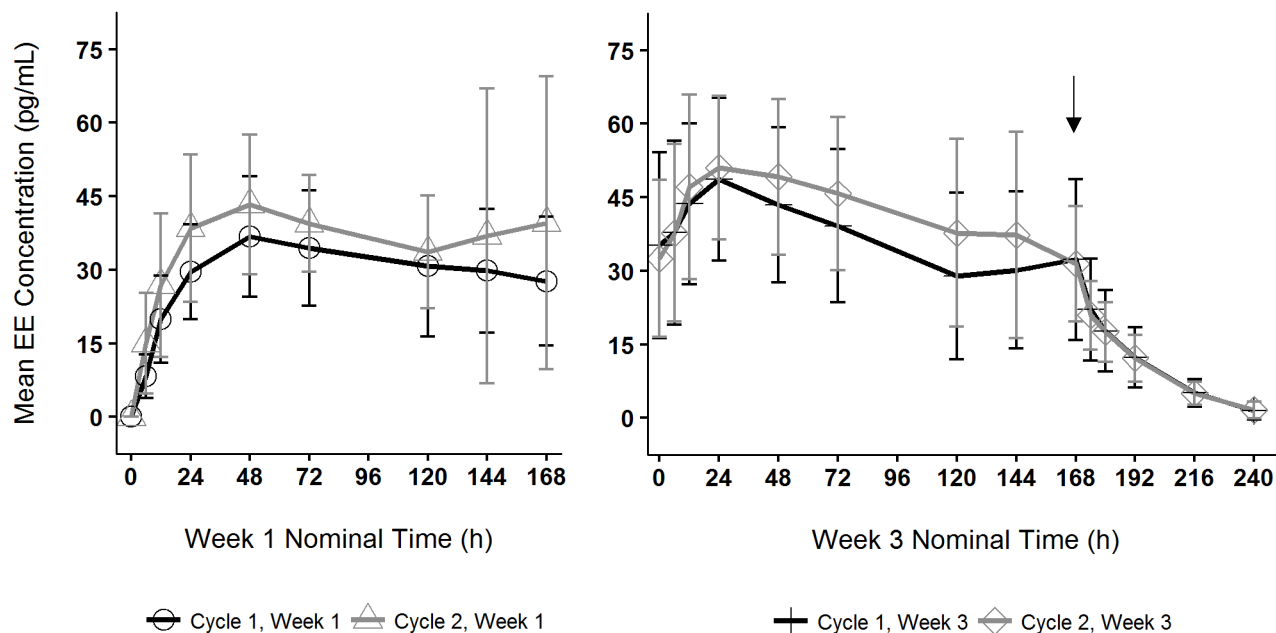 Mean EE Concentration (pg/mL)
75
60
45
30
15
0
0 24 48 72 96 120 144 168
Week 1 Nominal Time (h)
Cycle 1, Week 1 Cycle 2, Week 1
75
60
45
30
15
0
0 24 48 72 96 120 144 168 192 216 240
Week 3 Nominal Time (h)
Cycle 1, Week 3 Cycle 2, Week 3